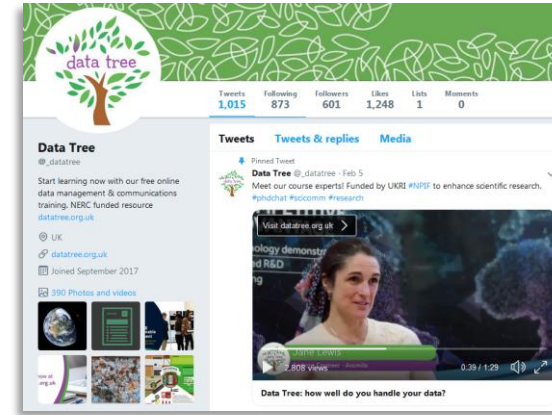 data tree
Tweets Following Followers Likes Lists Moments
1,015 873 601 1,248 1 0
Data Tree
@_datatree
Start learning now with our free online
data management & communications
training. NERC funded resource
datatree.org.uk
UK
datatree.org.uk
Joined September 2017
390 Photos and videos
Tweets Tweets & replies Media
Pinned Tweet
Data Tree @_datatree · Feb 5
Meet our course experts! Funded by UKRI #NPIF to enhance scientific research.
#phdchat #scicomm #research
Visit datatree.org.uk
ology demonstr
d R&D
ng
Jane Lewis
2,808 Views
0:39 / 1:29
Data Tree: how well do you handle your data?